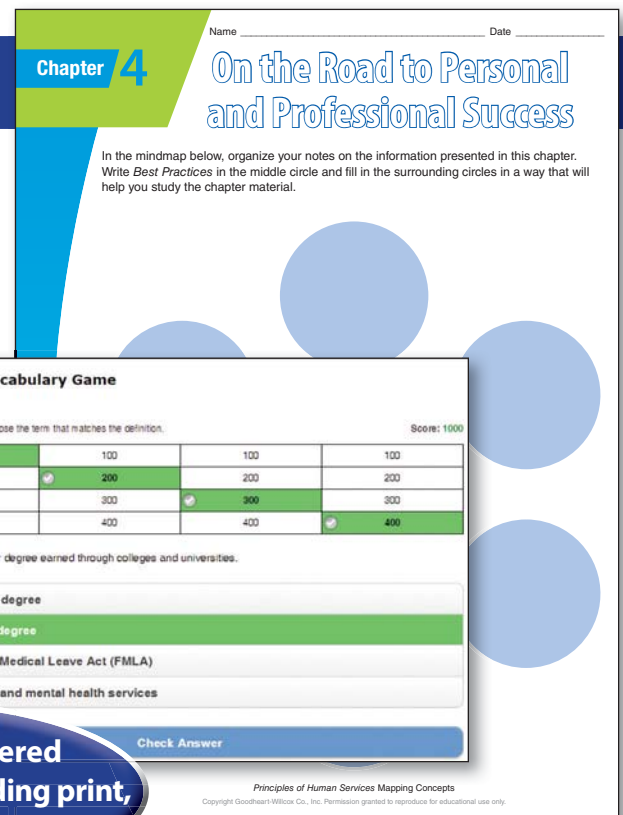 Name Date
Chapter 4
On the Road to Personal
and Professional Success
In the mindmap below, organize your notes on the information presented in this chapter.
Write Best Practices in the middle circle and fill in the surrounding circles in a way that will
help you study the chapter material.
cabulary Game
ose the term that matches the definition.
Score: 1000
100 100 100
200 200 200
300 300 300
400 400 400
degree earned through colleges and universities.
degree
degree
Medical Leave Act (FMLA)
and mental health services
Check Answer
ered
ding print,
Principles of Human Services Mapping Concepts
Copyright Goodheart-Willcox Co., Inc. Permission granted to reproduce for educational use only.